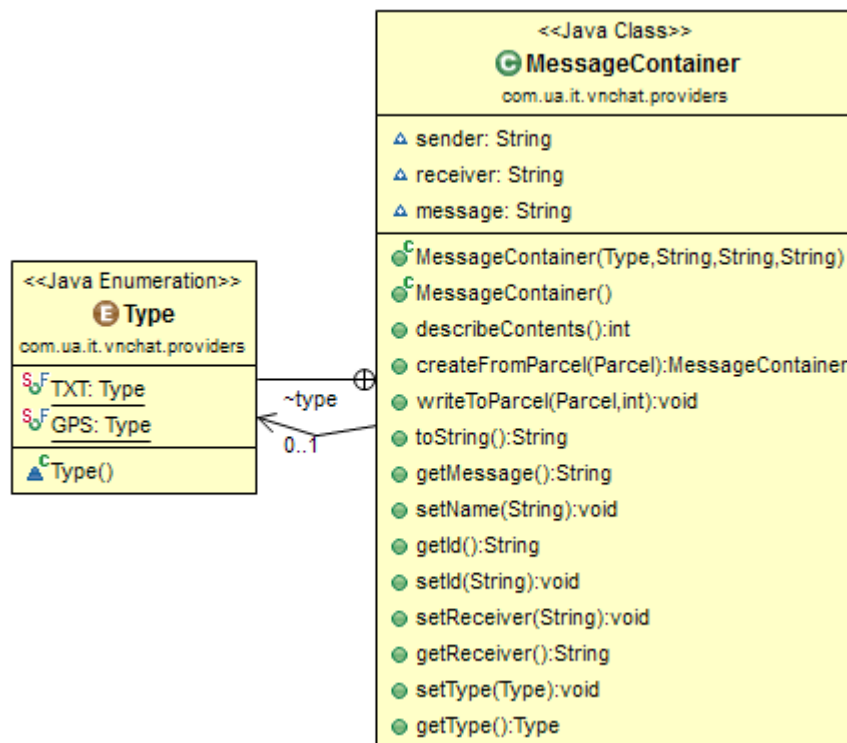 <<Java Class>>
MessageContainer
com.ua.it.vnchat.providers
sender: String
receiver: String
message: String
MessageContainer(Type,String,String,String)
MessageContainer()
describeContents():int
createFromParcel(Parcel):MessageContainer
writeToParcel(Parcel,int):void
toString():String
getMessage():String
setName(String):void
getId():String
setId(String):void
setReceiver(String):void
getReceiver():String
setType(Type):void
getType():Type
<<Java Enumeration>>
E Type
com.ua.it.vnchat.providers
S F TXT: Type
S F GPS: Type
C Type()
~type
0..1